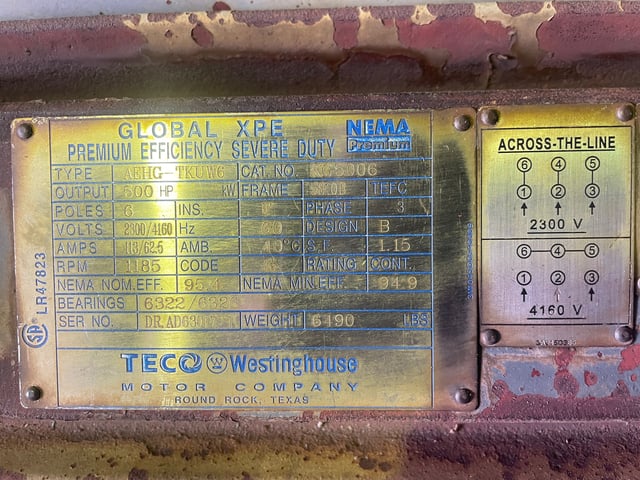 GLOBAL XPE
NEMA Premium
PREMIUM EFFICIENCY SEVERE DUTY
TYPE AEHG-TKUW6 CAT.NO.
OUTPUT 500 HP kW FRAME TEFC
POLES 6 INS. PHASE 3
VOLTS 2300/4160 Hz 60 DESIGN B
AMPS 113/62.5 AMB. 40°C S.F. 1.15
RPM 1185 CODE RATING CONT.
NEMA NOM.EFF. NEMA MIN.EFF. 94.9
BEARINGS
SER NO. WEIGHT 6490 LBS
LR47823
TECO Westinghouse
MOTOR COMPANY
ROUND ROCK, TEXAS
ACROSS-THE-LINE
6 4 5
1 2 3
2300 V
6 4 5
1 2 3
4160 V